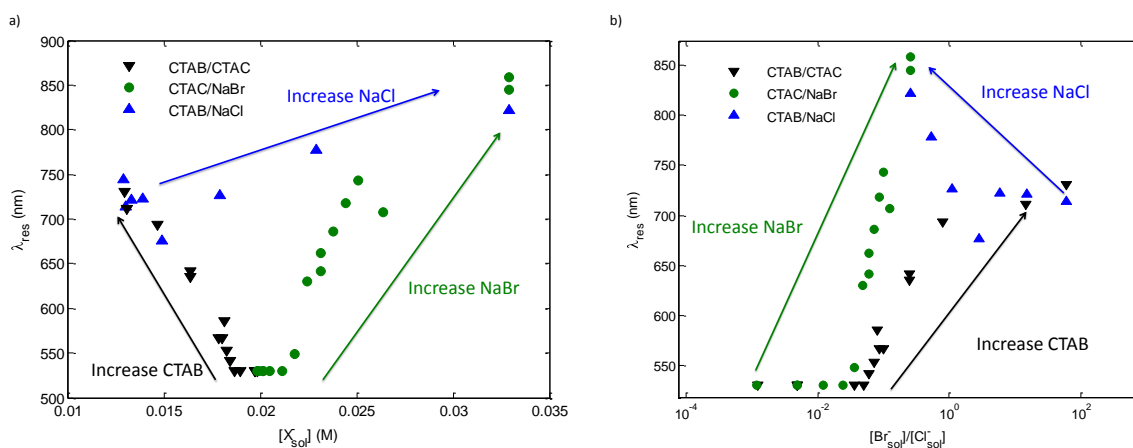 a)
b)
900
850
800
750
700
650
600
550
500
λres (nm)
CTAB/CTAC
CTAC/NaBr
CTAB/NaCl
Increase NaCl
Increase NaBr
Increase CTAB
0.01
0.015
0.02
0.025
0.03
0.035
[X-sol] (M)
850
800
750
700
650
600
550
λres (nm)
CTAB/CTAC
CTAC/NaBr
CTAB/NaCl
Increase NaCl
Increase NaBr
Increase CTAB
10-4
10-2
100
102
[Br-sol]/[Cl-sol]